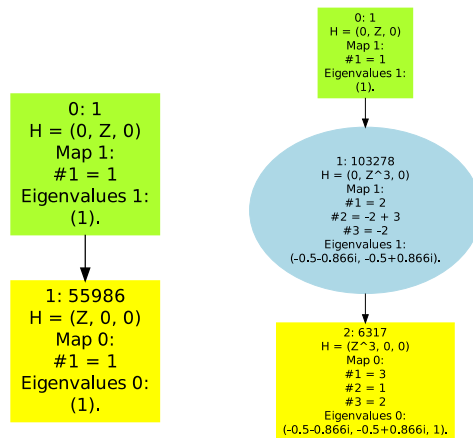 0: 1
H = (0, Z, 0)
Map 1:
#1 = 1
Eigenvalues 1:
(1).
1: 55986
H = (Z, 0, 0)
Map 0:
#1 = 1
Eigenvalues 0:
(1).
0: 1
H = (0, Z, 0)
Map 1:
#1 = 1
Eigenvalues 1:
(1).
1: 103278
H = (0, Z^3, 0)
Map 1:
#1 = 2
#2 = -2 + 3
#3 = -2
Eigenvalues 1:
(-0.5-0.866i, -0.5+0.866i).
2: 6317
H = (Z^3, 0, 0)
Map 0:
#1 = 3
#2 = 1
#3 = 2
Eigenvalues 0:
(-0.5-0.866i, -0.5+0.866i, 1).